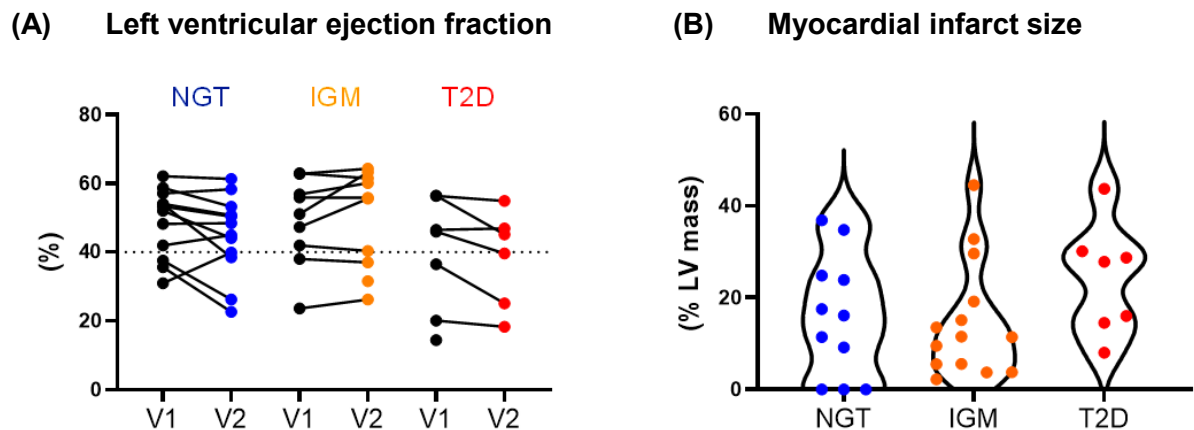 (A) Left ventricular ejection fraction
NGT IGM T2D
(%)
80
60
40
20
0
V1 V2 V1 V2 V1 V2
(B) Myocardial infarct size
(% LV mass)
60
40
20
0
NGT IGM T2D